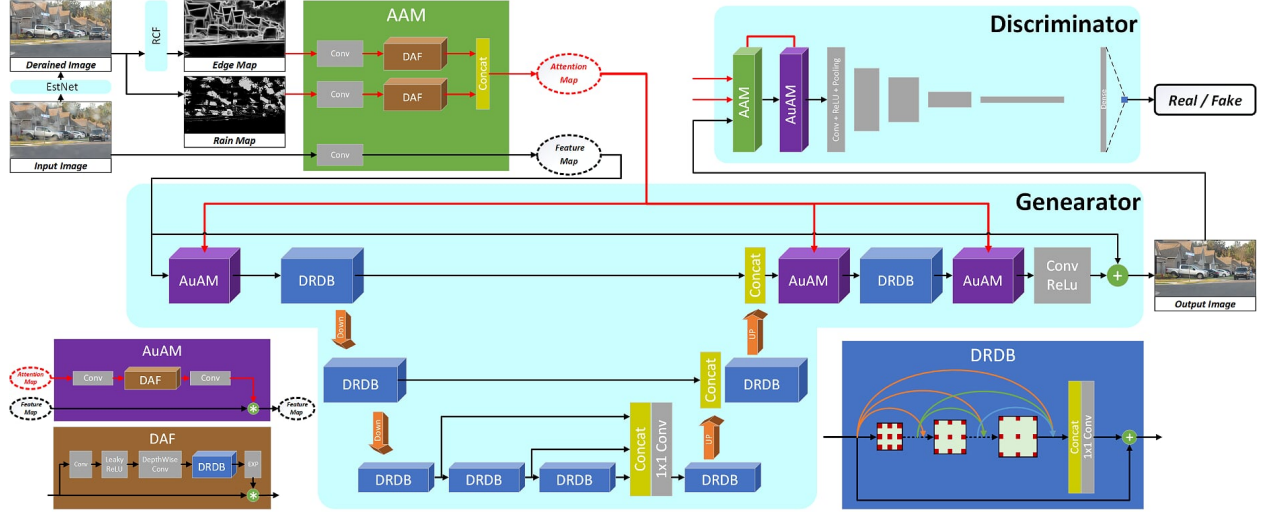 Derained Image
EstNet
Input Image
RCF
Edge Map
Rain Map
AAM
Conv
DAF
Conv
DAF
Concat
Conv
Attention
Map
Feature
Map
Discriminator
AAM
AuAM
Conv + ReLU + Pooling
Dense
Real / Fake
Genearator
AuAM
DRDB
Concat
AuAM
DRDB
AuAM
Conv
ReLu
+
Output Image
Down
UP
DRDB
Concat
DRDB
Down
UP
DRDB
DRDB
DRDB
Concat
1x1 Conv
DRDB
AuAM
Attention
Map
Conv
DAF
Conv
Feature
Map
*
Feature
Map
DAF
Conv
Leaky
ReLU
DepthWise
Conv
DRDB
EXP
*
DRDB
Concat
1x1 Conv
+